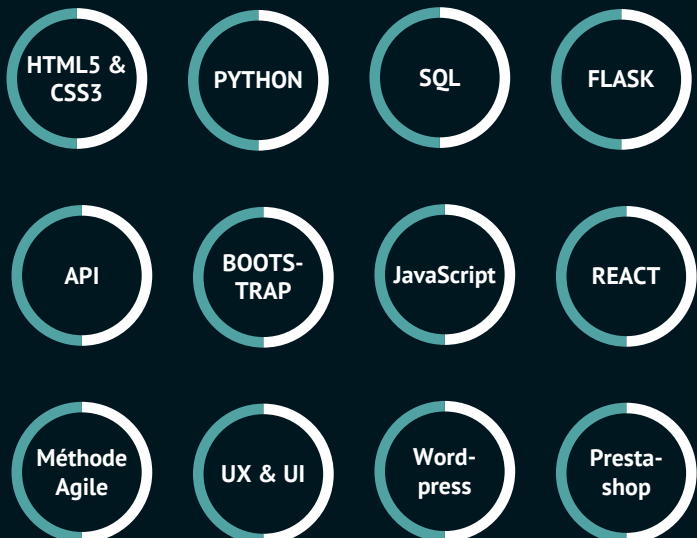 HTML5 &
CSS3
PYTHON
SQL
FLASK
API
BOOTS-
TRAP
JavaScript
REACT
Méthode
Agile
UX & UI
Word-
press
Presta-
shop